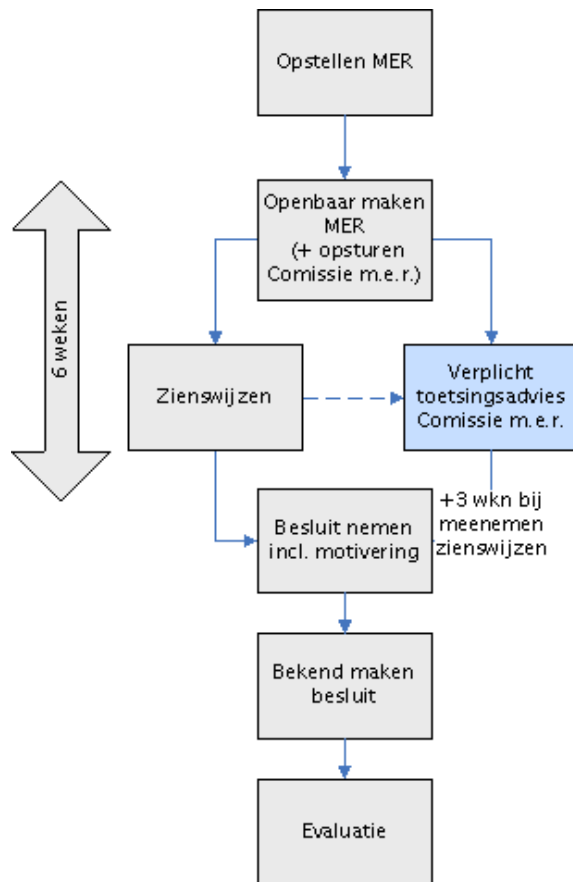 Opstellen MER
Openbaar maken
MER
(+ opsturen
Comissie m.e.r.)
6 weken
Zienswijzen
Verplicht
toetsingsadvies
Comissie m.e.r.
+3 wkn bij
meenemen
zienswijzen
Besluit nemen
incl. motivering
Bekend maken
besluit
Evaluatie